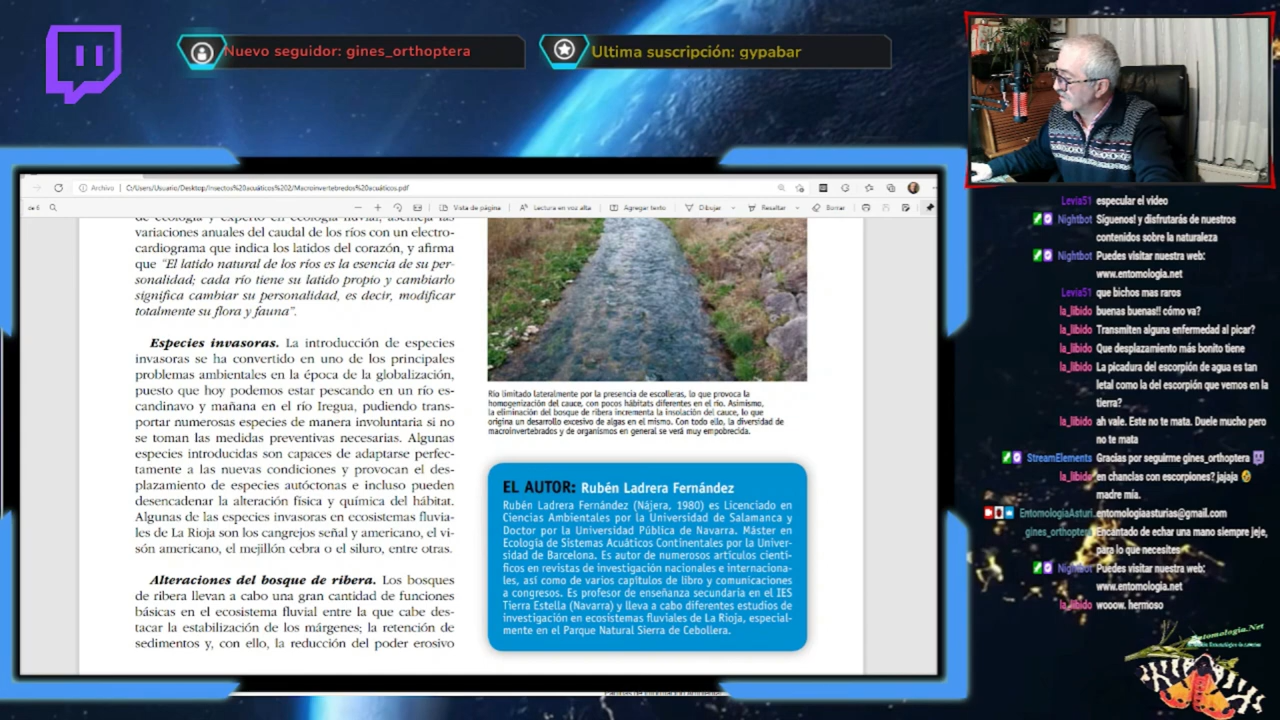 Nuevo seguidor: gines_orthoptera
Ultima suscripción: gypabar
Archivo
C:/Users/Usuario/Desktop/Insectos%20acuáticos%202/Macroinvertebredos%20acuáticos.pdf
de 6
Vista de página
Lectura en voz alta
Agregar texto
Dibujar
Resaltar
Borrar
de ecología y experto en ecología fluvial, asemeja las
variaciones anuales del caudal de los ríos con un electro-
cardiograma que indica los latidos del corazón, y afirma
que "El latido natural de los ríos es la esencia de su per-
sonalidad; cada río tiene su latido propio y cambiarlo
significa cambiar su personalidad, es decir, modificar
totalmente su flora y fauna".
Especies invasoras. La introducción de especies
invasoras se ha convertido en uno de los principales
problemas ambientales en la época de la globalización,
puesto que hoy podemos estar pescando en un río es-
candinavo y mañana en el río Iregua, pudiendo trans-
portar numerosas especies de manera involuntaria si no
se toman las medidas preventivas necesarias. Algunas
especies introducidas son capaces de adaptarse perfec-
tamente a las nuevas condiciones y provocan el des-
plazamiento de especies autóctonas e incluso pueden
desencadenar la alteración física y química del hábitat.
Algunas de las especies invasoras en ecosistemas fluvia-
les de La Rioja son los cangrejos señal y americano, el vi-
són americano, el mejillón cebra o el siluro, entre otras.
Alteraciones del bosque de ribera. Los bosques
de ribera llevan a cabo una gran cantidad de funciones
básicas en el ecosistema fluvial entre la que cabe des-
tacar la estabilización de los márgenes; la retención de
sedimentos y, con ello, la reducción del poder erosivo
Río limitado lateralmente por la presencia de escolleras, lo que provoca la
homogenización del cauce, con pocos hábitats diferentes en el río. Asimismo,
la eliminación del bosque de ribera incrementa la insolación del cauce, lo que
origina un desarrollo excesivo de algas en el mismo. Con todo ello, la diversidad de
macroinvertebrados y de organismos en general se verá muy empobrecida.
EL AUTOR: Rubén Ladrera Fernández
Rubén Ladrera Fernández (Nájera, 1980) es Licenciado en
Ciencias Ambientales por la Universidad de Salamanca y
Doctor por la Universidad Pública de Navarra. Máster en
Ecología de Sistemas Acuáticos Continentales por la Univer-
sidad de Barcelona. Es autor de numerosos artículos cientí-
ficos en revistas de investigación nacionales e internaciona-
les, así como de varios capítulos de libro y comunicaciones
a congresos. Es profesor de enseñanza secundaria en el IES
Tierra Estella (Navarra) y lleva a cabo diferentes estudios de
investigación en ecosistemas fluviales de La Rioja, especial-
mente en el Parque Natural Sierra de Cebollera.
Levia51 especular el vídeo
Nightbot Síguenos! y disfrutarás de nuestros
contenidos sobre la naturaleza
Nightbot Puedes visitar nuestra web:
www.entomologia.net
Levia51 que bichos mas raros
la_libido buenas buenas!! cómo va?
la_libido Transmiten alguna enfermedad al picar?
la_libido Que desplazamiento más bonito tiene
la_libido La picadura del escorpión de agua es tan
letal como la del escorpión que vemos en la
tierra?
la_libido ah vale. Este no te mata. Duele mucho pero
no te mata
StreamElements Gracias por seguirme gines_orthoptera
la_libido en chanclas con escorpiones? jajaja
madre mía.
EntomologiaAsturi.. entomologiaasturias@gmail.com
gines_orthoptera Encantado de echar una mano siempre jeje,
para lo que necesites
Nightbot Puedes visitar nuestra web:
www.entomologia.net
la_libido wooow. hermoso
Entomologia.Net